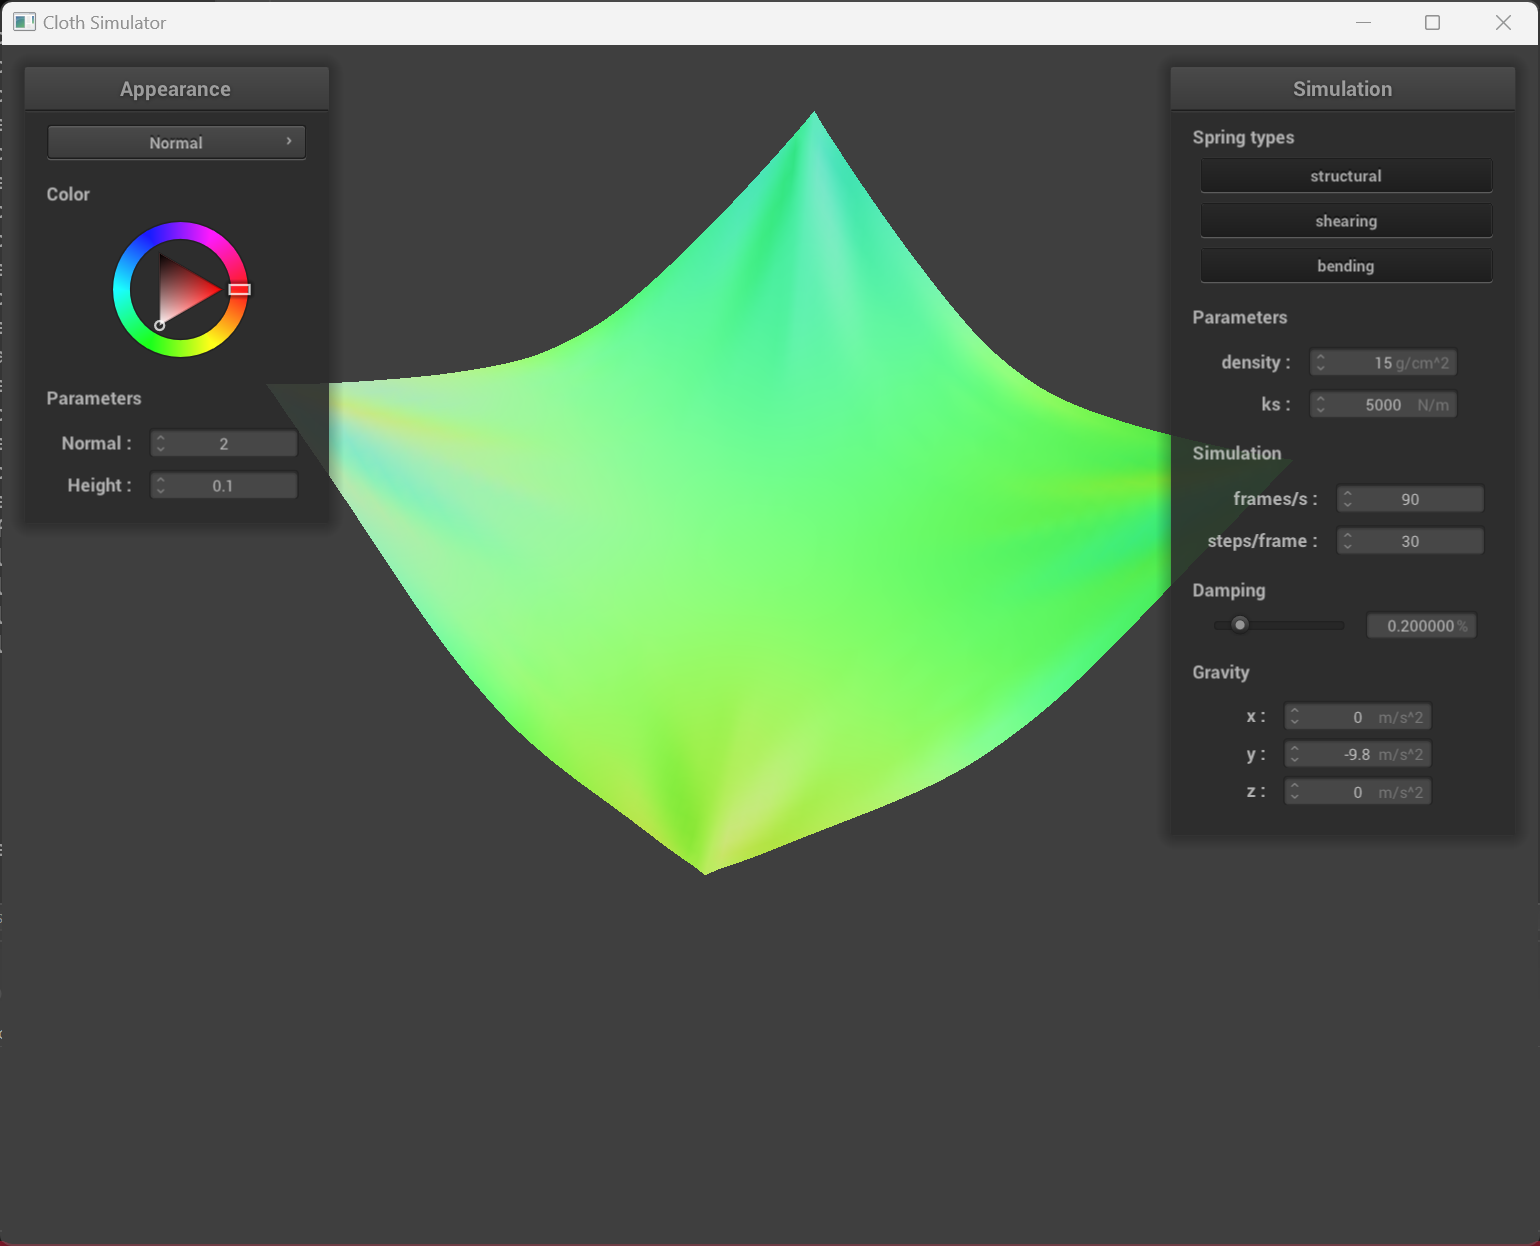 Cloth Simulator
Appearance
Normal
Color
Parameters
Normal : 2
Height : 0.1
Simulation
Spring types
structural
shearing
bending
Parameters
density : 15 g/cm^2
ks : 5000 N/m
Simulation
frames/s : 90
steps/frame : 30
Damping
0.200000 %
Gravity
x : 0 m/s^2
y : -9.8 m/s^2
z : 0 m/s^2